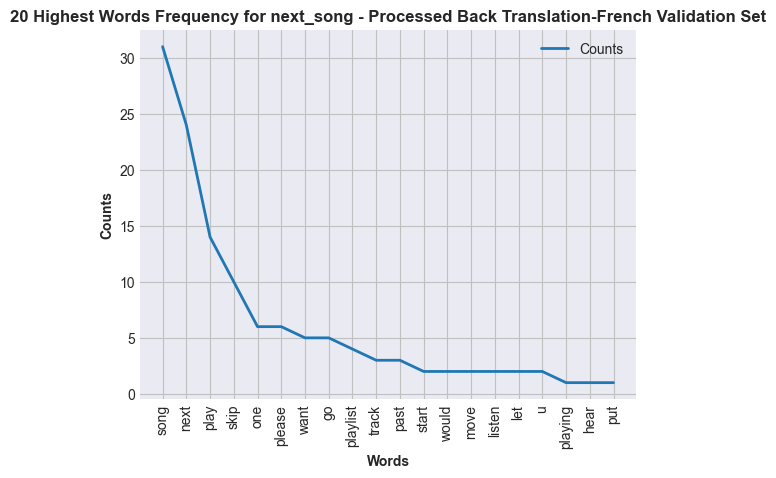 20 Highest Words Frequency for next_song - Processed Back Translation-French Validation Set
Counts
30
25
20
15
10
5
0
Counts
song
next
play
skip
one
please
want
go
playlist
track
past
start
would
move
listen
let
u
playing
hear
put
Words